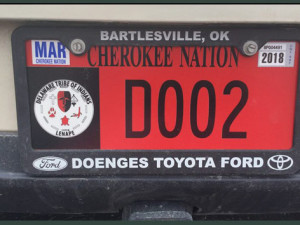 BARTLESVILLE, OK
MAR
CHEROKEE NATION
CHEROKEE NATION
2018
DELAWARE TRIBE OF INDIANS
LENAPE
D002
Ford DOENGES TOYOTA FORD